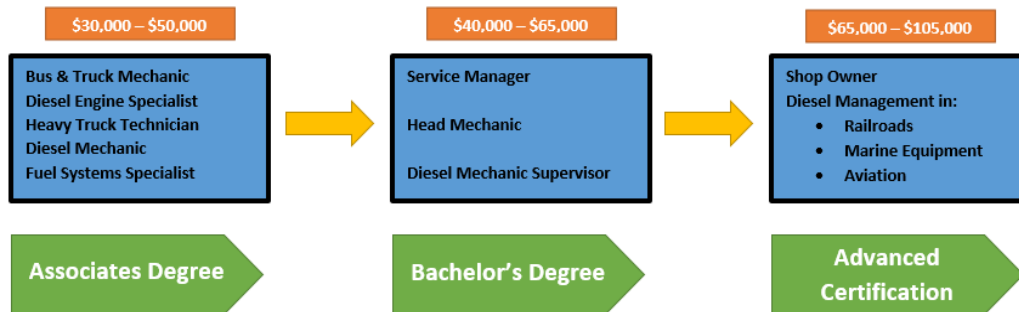 $30,000 – $50,000
Bus & Truck Mechanic
Diesel Engine Specialist
Heavy Truck Technician
Diesel Mechanic
Fuel Systems Specialist
Associates Degree
$40,000 – $65,000
Service Manager
Head Mechanic
Diesel Mechanic Supervisor
Bachelor’s Degree
$65,000 – $105,000
Shop Owner
Diesel Management in:
• Railroads
• Marine Equipment
• Aviation
Advanced
Certification